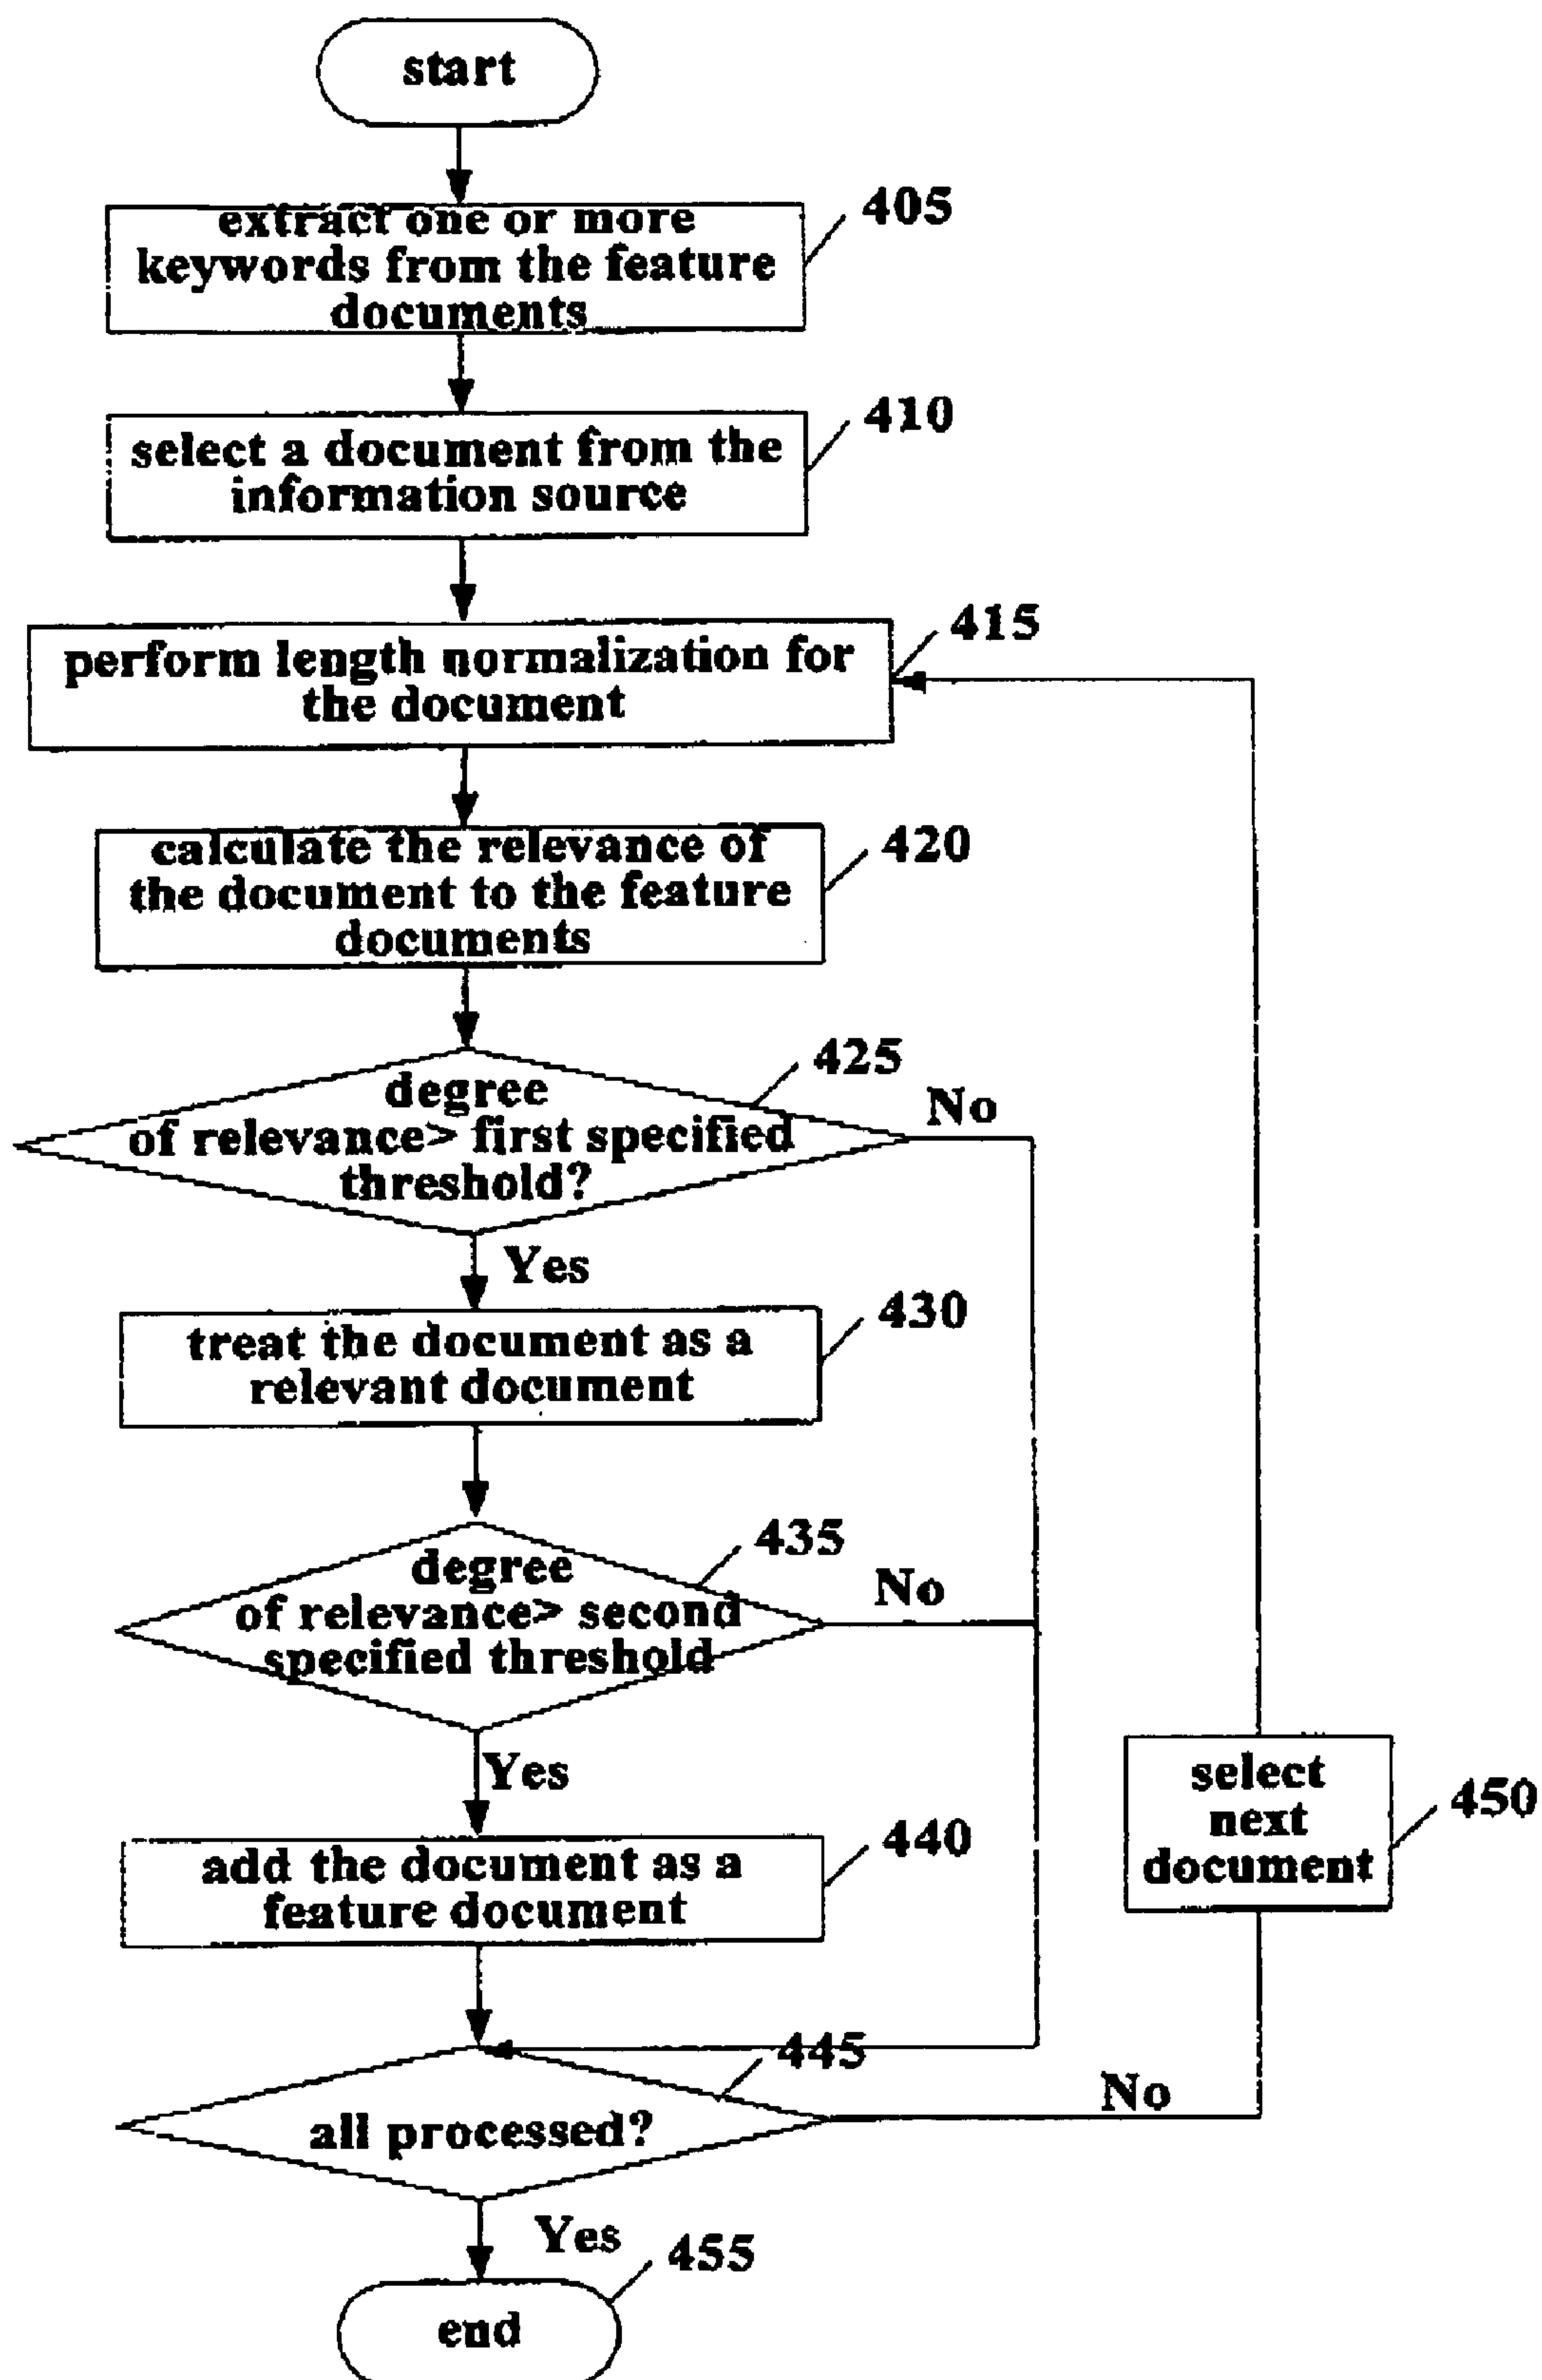 start
405
extract one or more
keywords from the feature
documents
410
select a document from the
information source
415
perform length normalization for
the document
420
calculate the relevance of
the document to the feature
documents
425
degree
of relevance> first specified
threshold?
No
Yes
430
treat the document as a
relevant document
435
degree
of relevance> second
specified threshold
No
Yes
440
add the document as a
feature document
450
select
next
document
445
all processed?
No
Yes
455
end